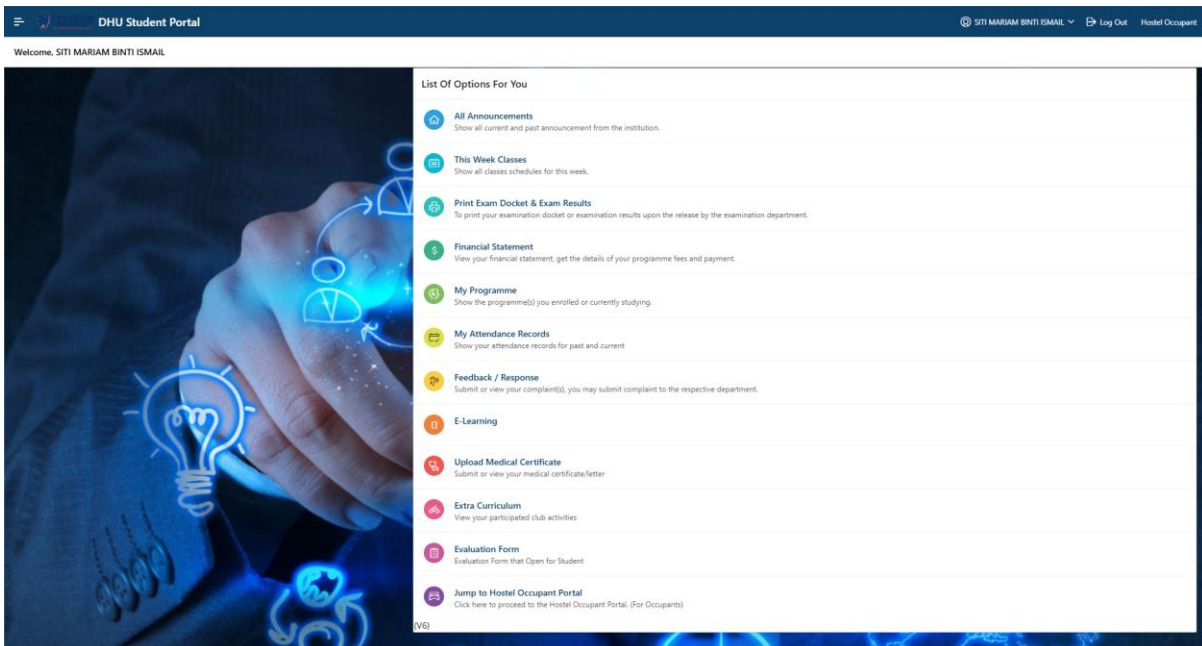 DHU Student Portal
SITI MARIAM BINTI ISMAIL
Log Out
Hostel Occupant
Welcome, SITI MARIAM BINTI ISMAIL
List Of Options For You
All Announcements
Show all current and past announcement from the institution.
This Week Classes
Show all classes schedules for this week.
Print Exam Docket & Exam Results
To print your examination docket or examination results upon the release by the examination department.
Financial Statement
View your financial statement, get the details of your programme fees and payment.
My Programme
Show the programme(s) you enrolled or currently studying.
My Attendance Records
Show your attendance records for past and current
Feedback / Response
Submit or view your complaint(s), you may submit complaint to the respective department.
E-Learning
Upload Medical Certificate
Submit or view your medical certificate/letter
Extra Curriculum
View your participated club activities
Evaluation Form
Evaluation Form that Open for Student
Jump to Hostel Occupant Portal
Click here to proceed to the Hostel Occupant Portal. (For Occupants)
(V6)